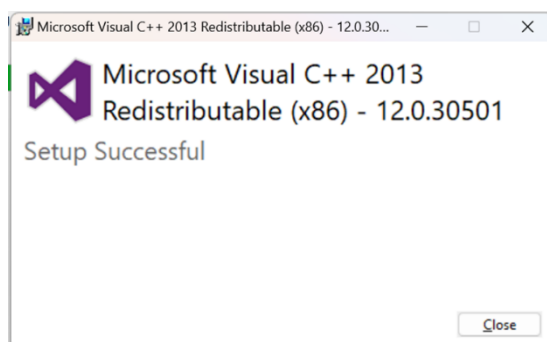 Microsoft Visual C++ 2013 Redistributable (x86) - 12.0.30...
Microsoft Visual C++ 2013
Redistributable (x86) - 12.0.30501
Setup Successful
Close